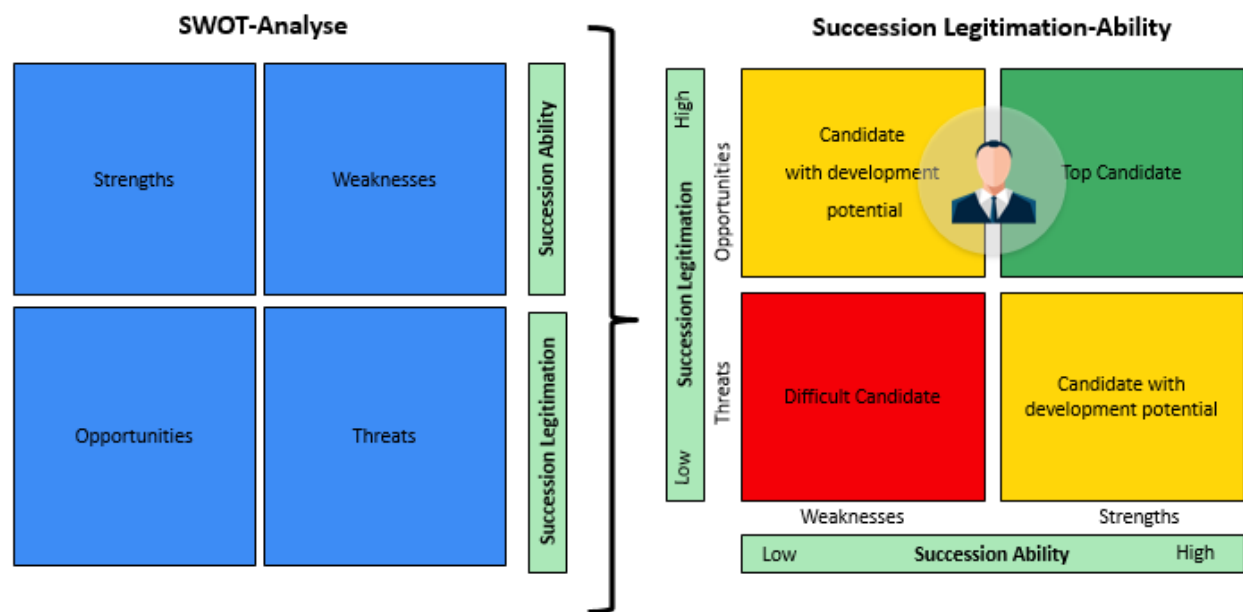 SWOT-Analyse
Strengths
Weaknesses
Succession Ability
Opportunities
Threats
Succession Legitimation
Succession Legitimation-Ability
High
Succession Legitimation
Low
Opportunities
Threats
Candidate
with development
potential
Top Candidate
Difficult Candidate
Candidate with
development potential
Weaknesses
Strengths
Low
Succession Ability
High